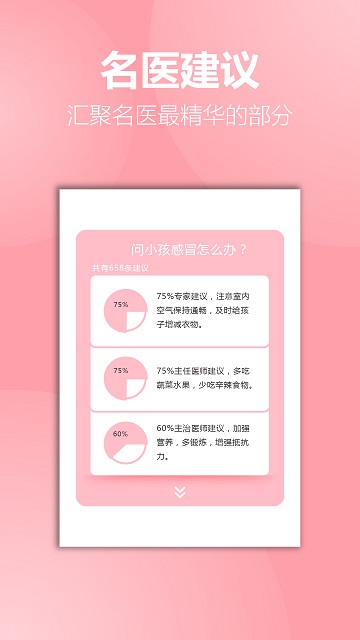 名医建议
汇聚名医最精华的部分
问小孩感冒怎么办？
共有658条建议
75%
75%专家建议，注意室内
空气保持通畅，及时给孩
子增减衣物。
75%
75%主任医师建议，多吃
蔬菜水果，少吃辛辣食物。
60%
60%主治医师建议，加强
营养，多锻炼，增强抵抗
力。